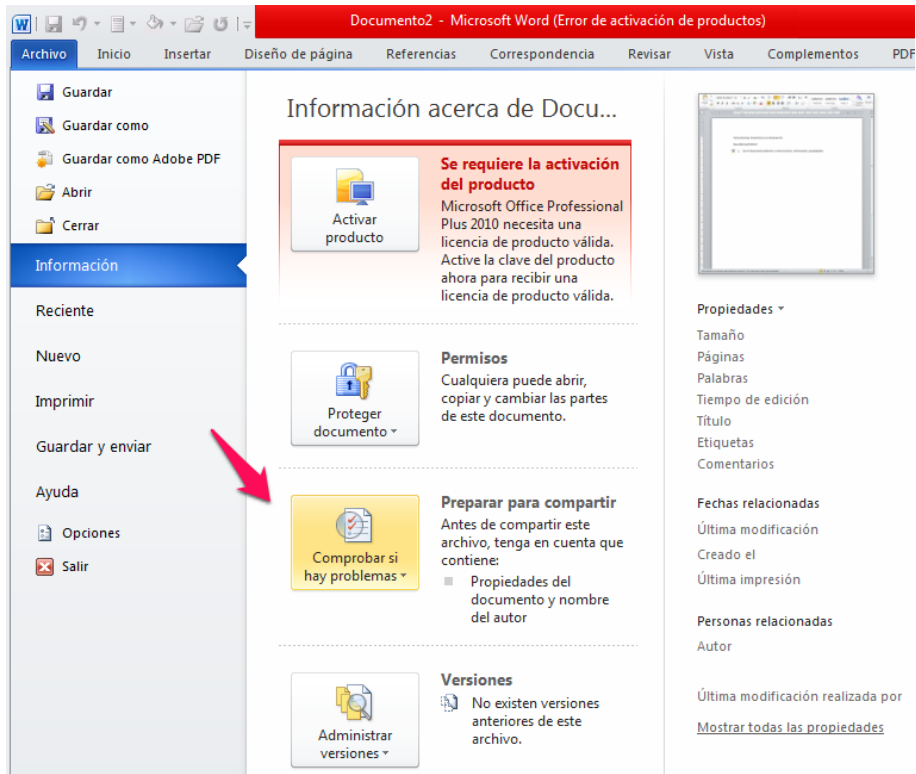 Documento2 - Microsoft Word (Error de activación de productos)
Archivo Inicio Insertar Diseño de página Referencias Correspondencia Revisar Vista Complementos PDF
Guardar
Guardar como
Guardar como Adobe PDF
Abrir
Cerrar
Información
Reciente
Nuevo
Imprimir
Guardar y enviar
Ayuda
Opciones
Salir
Información acerca de Docu...
Activar
producto
Se requiere la activación
del producto
Microsoft Office Professional
Plus 2010 necesita una
licencia de producto válida.
Active la clave del producto
ahora para recibir una
licencia de producto válida.
Proteger
documento
Permisos
Cualquiera puede abrir,
copiar y cambiar las partes
de este documento.
Comprobar si
hay problemas
Preparar para compartir
Antes de compartir este
archivo, tenga en cuenta que
contiene:
Propiedades del
documento y nombre
del autor
Administrar
versiones
Versiones
No existen versiones
anteriores de este
archivo.
Propiedades
Tamaño
Páginas
Palabras
Tiempo de edición
Título
Etiquetas
Comentarios
Fechas relacionadas
Última modificación
Creado el
Última impresión
Personas relacionadas
Autor
Última modificación realizada por
Mostrar todas las propiedades